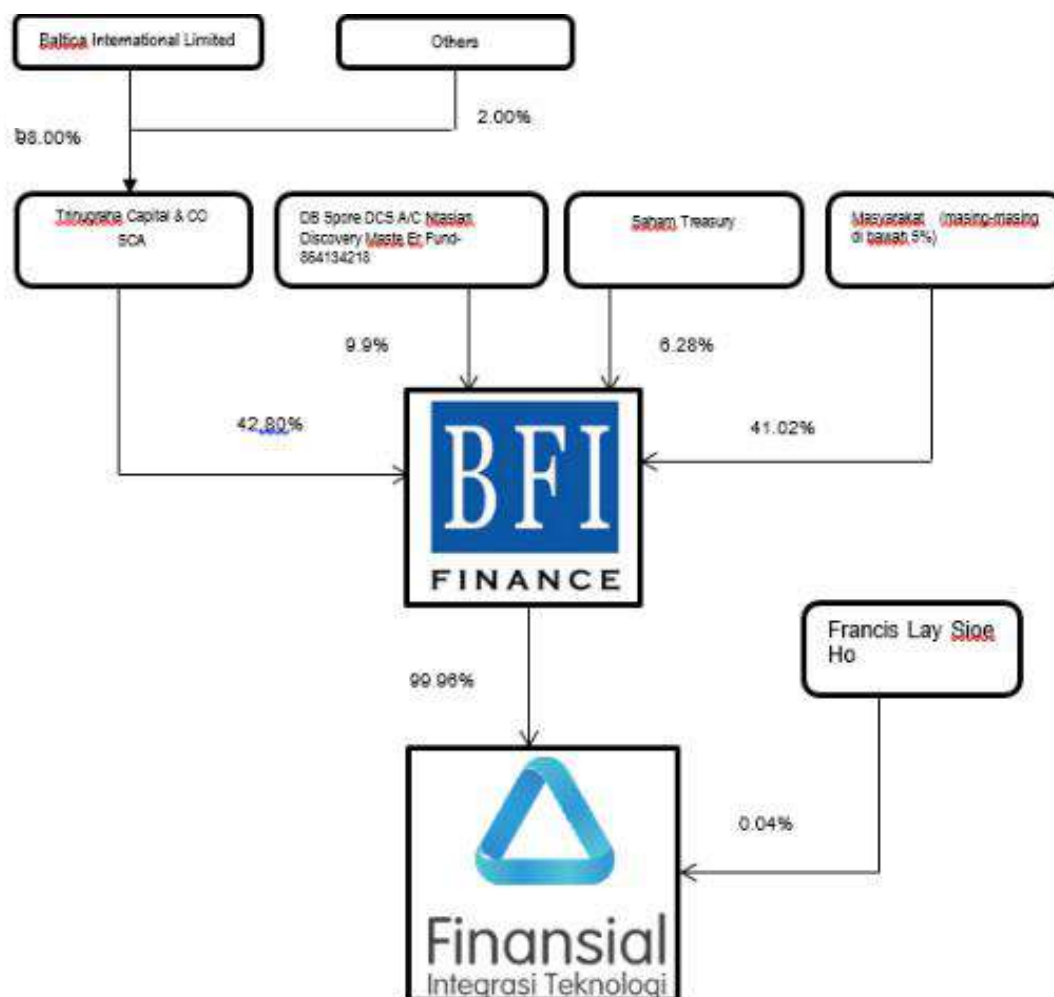 Baltica International Limited
Others
98.00%
2.00%
Trinugraha Capital & CO
SCA
DB Spore DCS A/C Ntasian
Discovery Maste Er Fund-
864134218
Saham Treasury
Masyarakat (masing-masing
di bawah 5%)
9.9%
6.28%
42.80%
41.02%
BFI
FINANCE
Francis Lay Sioe
Ho
99.96%
0.04%
Finansial
Integrasi Teknologi